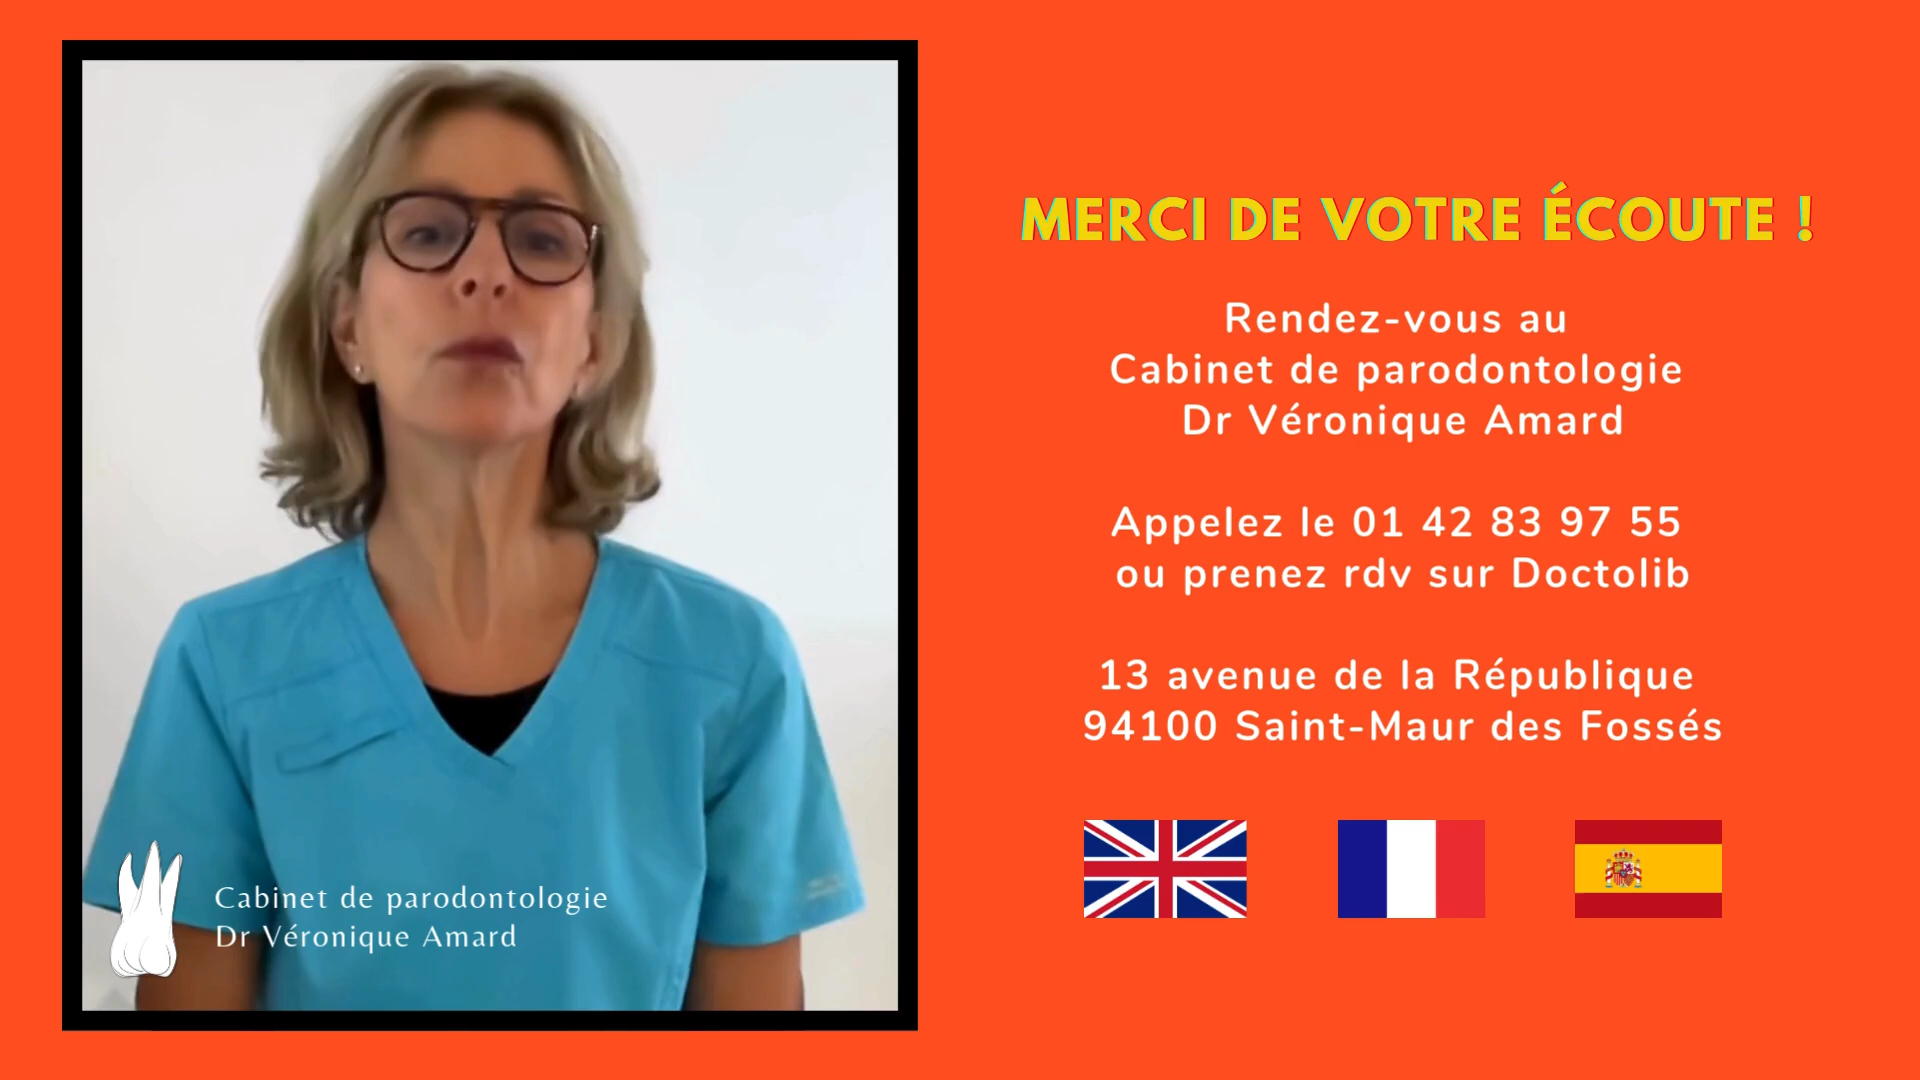 MERCI DE VOTRE ÉCOUTE !
Rendez-vous au
Cabinet de parodontologie
Dr Véronique Amard
Appelez le 01 42 83 97 55
ou prenez rdv sur Doctolib
13 avenue de la République
94100 Saint-Maur des Fossés
Cabinet de parodontologie
Dr Véronique Amard